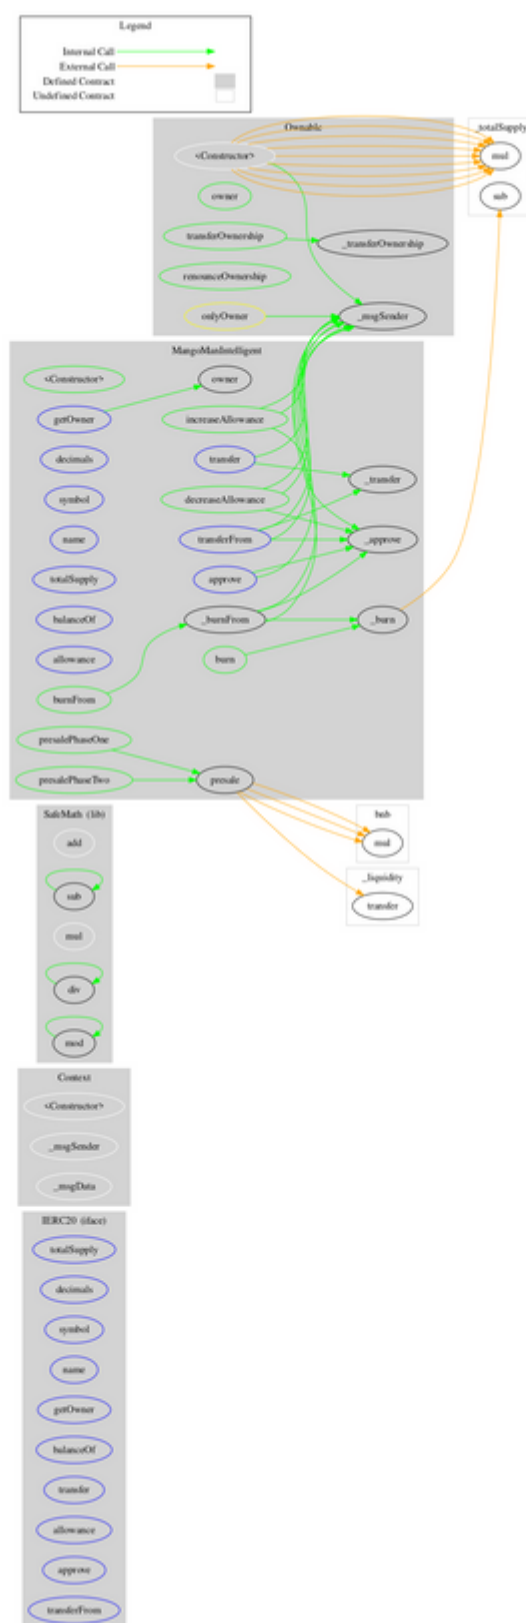 Legend
Internal Call
External Call
Defined Contract
Undefined Contract
Ownable
<Constructor>
owner
transferOwnership
_transferOwnership
renounceOwnership
onlyOwner
_msgSender
_totalSupply
mul
sub
MangoManIntelligent
<Constructor>
owner
getOwner
increaseAllowance
decimals
transfer
_transfer
symbol
decreaseAllowance
name
transferFrom
_approve
totalSupply
approve
balanceOf
_burnFrom
_burn
allowance
burn
burnFrom
presalePhaseOne
presalePhaseTwo
presale
SafeMath (lib)
add
sub
mul
div
mod
bnb
mul
_liquidity
transfer
Context
<Constructor>
_msgSender
_msgData
IERC20 (iface)
totalSupply
decimals
symbol
name
getOwner
balanceOf
transfer
allowance
approve
transferFrom